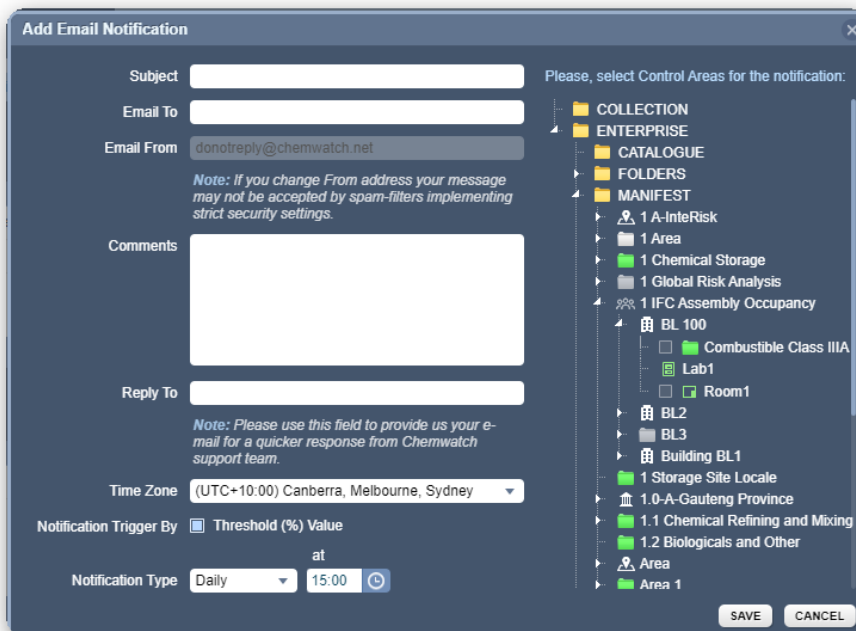 Add Email Notification
Subject
Email To
Email From
donotreply@chemwatch.net
Note: If you change From address your message
may not be accepted by spam-filters implementing
strict security settings.
Comments
Reply To
Note: Please use this field to provide us your e-
mail for a quicker response from Chemwatch
support team.
Time Zone
(UTC+10:00) Canberra, Melbourne, Sydney
Notification Trigger By
Threshold (%) Value
at
Notification Type
Daily
15:00
Please, select Control Areas for the notification:
COLLECTION
ENTERPRISE
CATALOGUE
FOLDERS
MANIFEST
1 A-InteRisk
1 Area
1 Chemical Storage
1 Global Risk Analysis
1 IFC Assembly Occupancy
BL 100
Combustible Class IIIA
Lab1
Room1
BL2
BL3
Building BL1
1 Storage Site Locale
1.0-A-Gauteng Province
1.1 Chemical Refining and Mixing
1.2 Biologicals and Other
Area
Area 1
SAVE
CANCEL